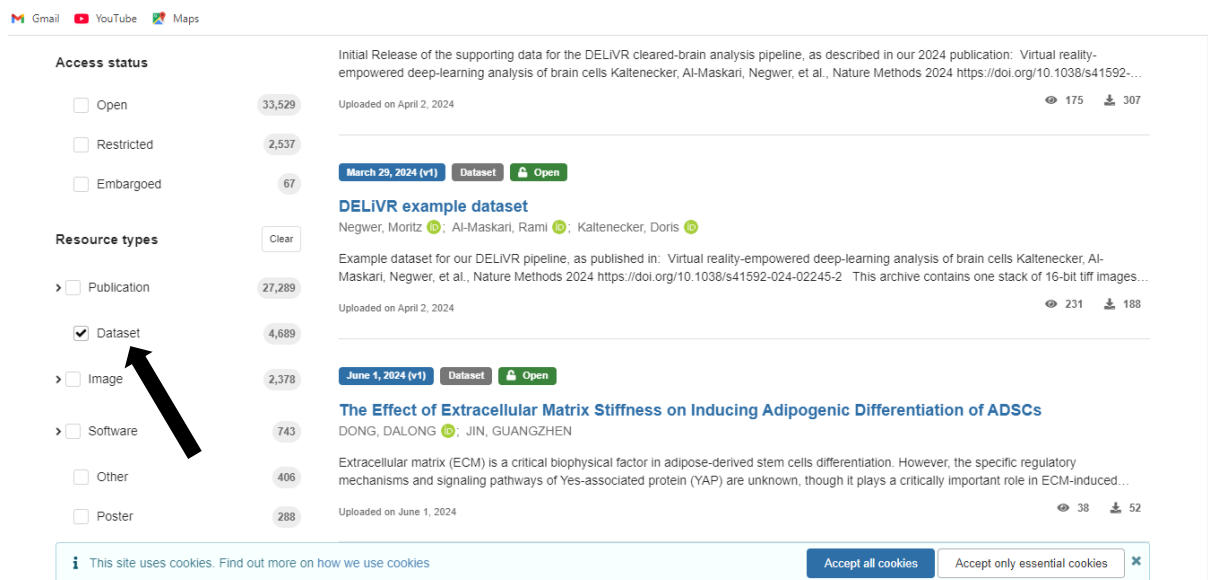 Gmail YouTube Maps
Access status
Open 33,529
Restricted 2,537
Embargoed 67
Resource types Clear
Publication 27,289
Dataset 4,689
Image 2,378
Software 743
Other 406
Poster 288
Initial Release of the supporting data for the DELiVR cleared-brain analysis pipeline, as described in our 2024 publication: Virtual reality-
empowered deep-learning analysis of brain cells Kaltenecker, Al-Maskari, Negwer, et al., Nature Methods 2024 https://doi.org/10.1038/s41592-...
Uploaded on April 2, 2024 175 307
March 29, 2024 (v1) Dataset Open
DELiVR example dataset
Negwer, Moritz iD; Al-Maskari, Rami iD; Kaltenecker, Doris iD
Example dataset for our DELiVR pipeline, as published in: Virtual reality-empowered deep-learning analysis of brain cells Kaltenecker, Al-
Maskari, Negwer, et al., Nature Methods 2024 https://doi.org/10.1038/s41592-024-02245-2 This archive contains one stack of 16-bit tiff images...
Uploaded on April 2, 2024 231 188
June 1, 2024 (v1) Dataset Open
The Effect of Extracellular Matrix Stiffness on Inducing Adipogenic Differentiation of ADSCs
DONG, DALONG iD; JIN, GUANGZHEN
Extracellular matrix (ECM) is a critical biophysical factor in adipose-derived stem cells differentiation. However, the specific regulatory
mechanisms and signaling pathways of Yes-associated protein (YAP) are unknown, though it plays a critically important role in ECM-induced...
Uploaded on June 1, 2024 38 52
This site uses cookies. Find out more on how we use cookies Accept all cookies Accept only essential cookies